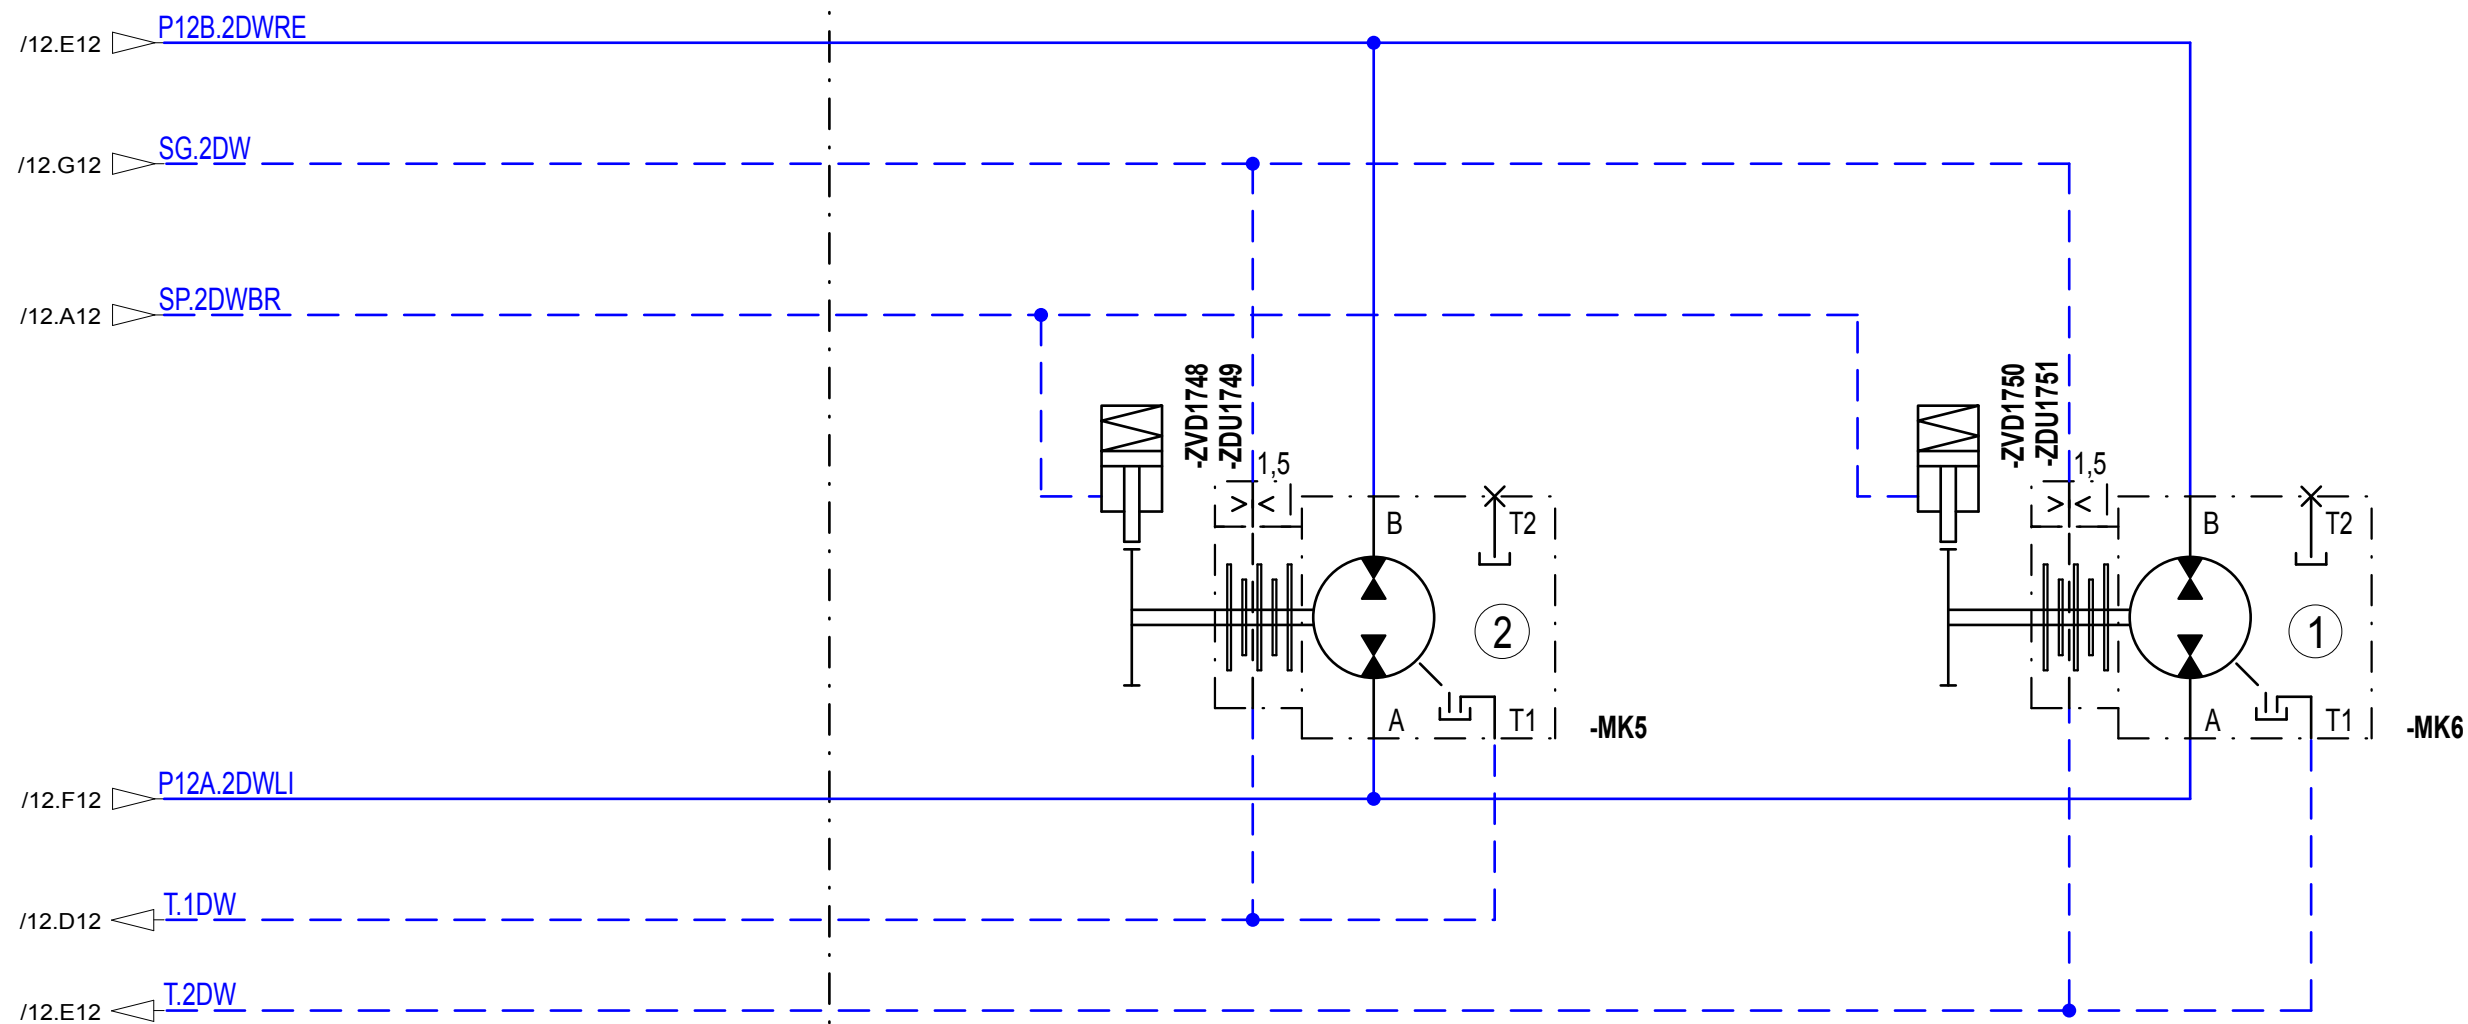 /12.E12 P12B.2DWRE
/12.G12 SG.2DW
/12.A12 SP.2DWBR
-ZVD1748
-ZDU1749
1,5
> <
B
T2
2
A
T1
-MK5
-ZVD1750
-ZDU1751
1,5
> <
B
T2
1
A
T1
-MK6
/12.F12 P12A.2DWLI
/12.D12 T.1DW
/12.E12 T.2DW